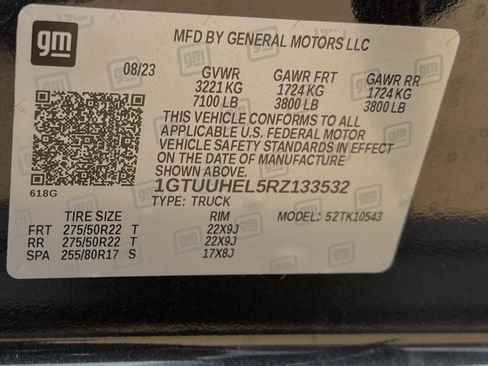 gm
MFD BY GENERAL MOTORS LLC
08/23 GVWR GAWR FRT GAWR RR
3221 KG 1724 KG 1724 KG
7100 LB 3800 LB 3800 LB
THIS VEHICLE CONFORMS TO ALL
APPLICABLE U.S. FEDERAL MOTOR
VEHICLE SAFETY STANDARDS IN EFFECT
ON THE DATE OF MANUFACTURE
SHOWN ABOVE.
618G
1GTUUHEL5RZ133532
TYPE: TRUCK
TIRE SIZE RIM MODEL: 52TK10543
FRT 275/50R22 T 22X9J
RR 275/50R22 T 22X9J
SPA 255/80R17 S 17X8J